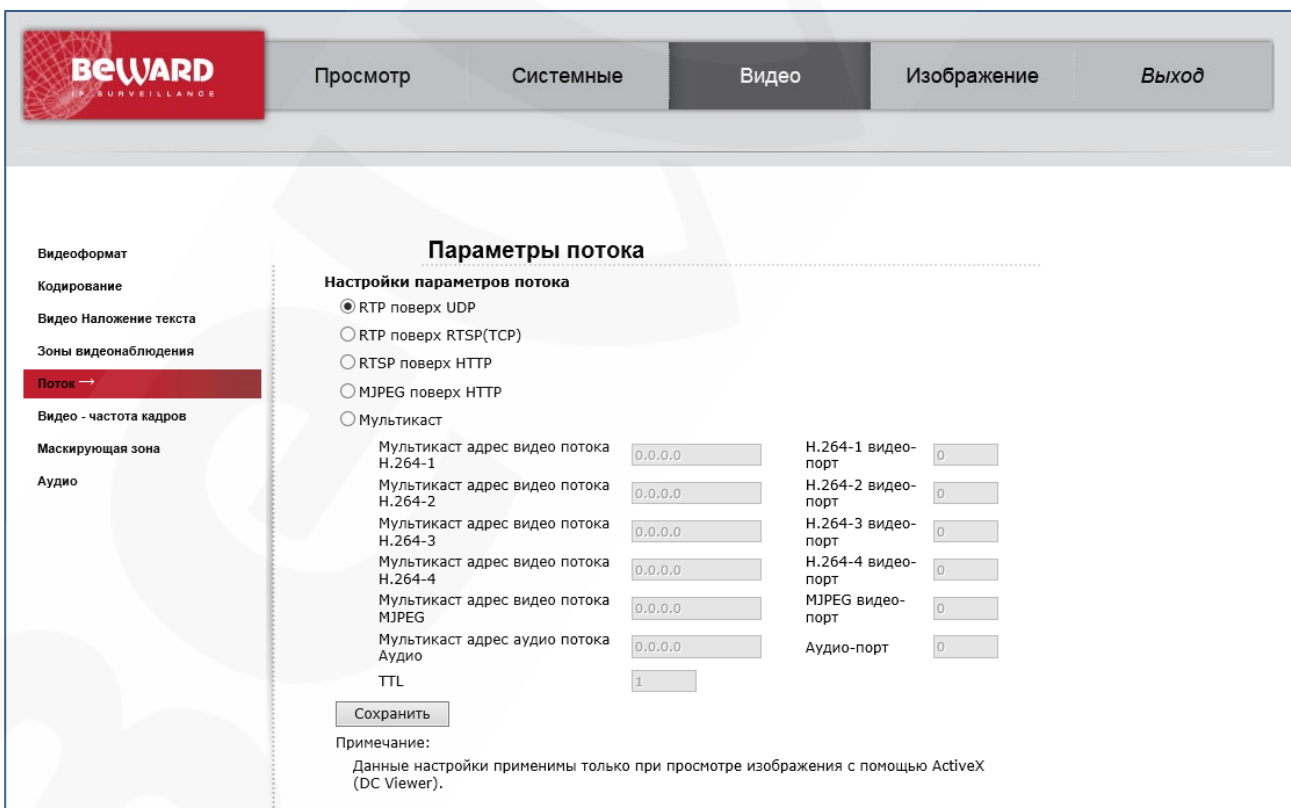 BEWARD
IP SURVEILLANCE
Просмотр
Системные
Видео
Изображение
Выход
Видеоформат
Кодирование
Видео Наложение текста
Зоны видеонаблюдения
Поток →
Видео - частота кадров
Маскирующая зона
Аудио
Параметры потока
Настройки параметров потока
RTP поверх UDP
RTP поверх RTSP(TCP)
RTSP поверх HTTP
MJPEG поверх HTTP
Мультикаст
Мультикаст адрес видео потока
H.264-1
0.0.0.0
H.264-1 видео-
порт
0
Мультикаст адрес видео потока
H.264-2
0.0.0.0
H.264-2 видео-
порт
0
Мультикаст адрес видео потока
H.264-3
0.0.0.0
H.264-3 видео-
порт
0
Мультикаст адрес видео потока
H.264-4
0.0.0.0
H.264-4 видео-
порт
0
Мультикаст адрес видео потока
MJPEG
0.0.0.0
MJPEG видео-
порт
0
Мультикаст адрес аудио потока
Аудио
0.0.0.0
Аудио-порт
0
TTL
1
Сохранить
Примечание:
Данные настройки применимы только при просмотре изображения с помощью ActiveX
(DC Viewer).